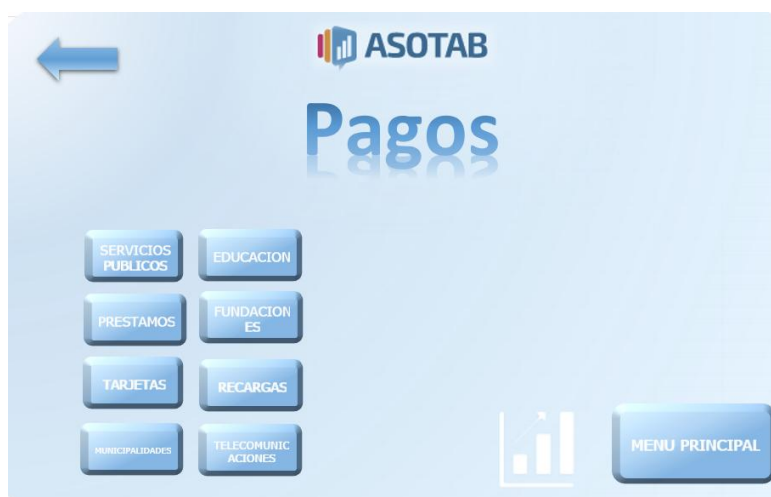 ASOTAB
Pagos
SERVICIOS
PUBLICOS
EDUCACION
PRESTAMOS
FUNDACION
ES
TARJETAS
RECARGAS
MUNICIPALIDADES
TELECOMUNIC
ACIONES
MENU PRINCIPAL